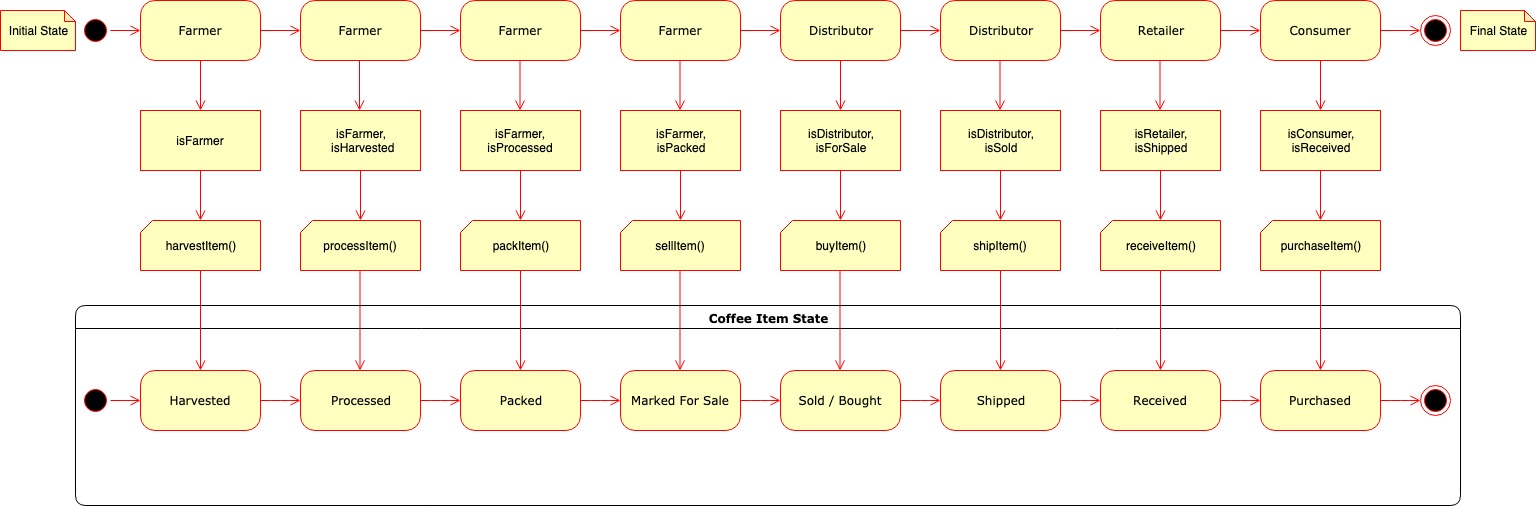 Initial State
Farmer
Farmer
Farmer
Farmer
Distributor
Distributor
Retailer
Consumer
Final State
isFarmer
isFarmer,
isHarvested
isFarmer,
isProcessed
isFarmer,
isPacked
isDistributor,
isForSale
isDistributor,
isSold
isRetailer,
isShipped
isConsumer,
isReceived
harvestItem()
processItem()
packItem()
sellItem()
buyItem()
shipItem()
receiveItem()
purchaseItem()
Coffee Item State
Harvested
Processed
Packed
Marked For Sale
Sold / Bought
Shipped
Received
Purchased